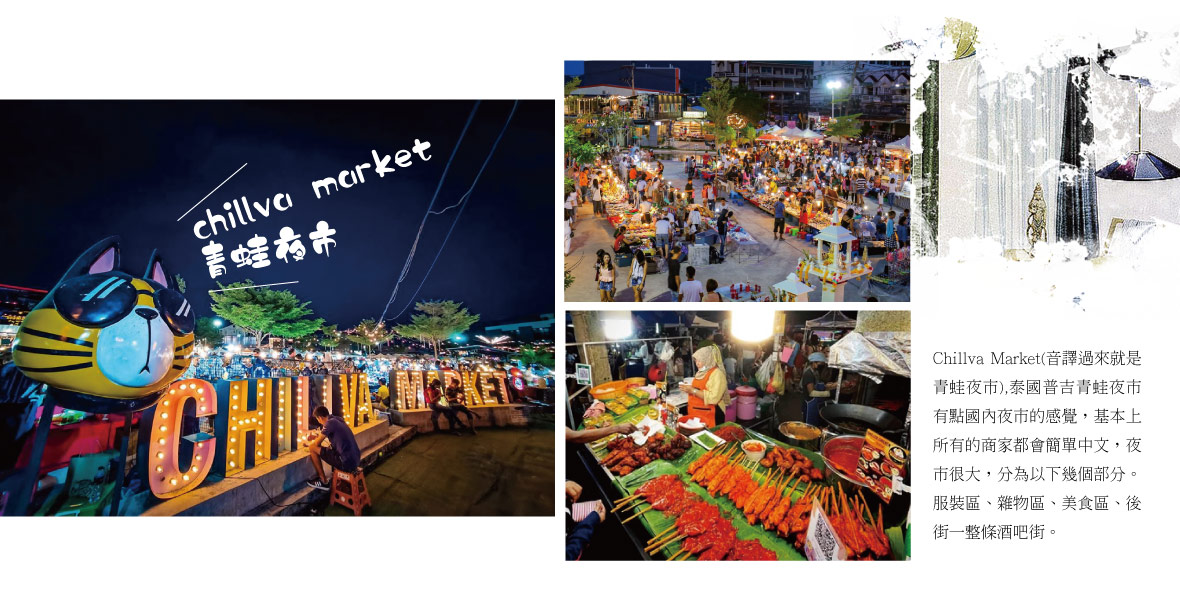 chillva market
青蛙夜市
CHILLVA MARKET
Chillva Market(音譯過來就是
青蛙夜市),泰國普吉青蛙夜市
有點國內夜市的感覺，基本上
所有的商家都會簡單中文，夜
市很大，分為以下幾個部分。
服裝區、雜物區、美食區、後
街一整條酒吧街。